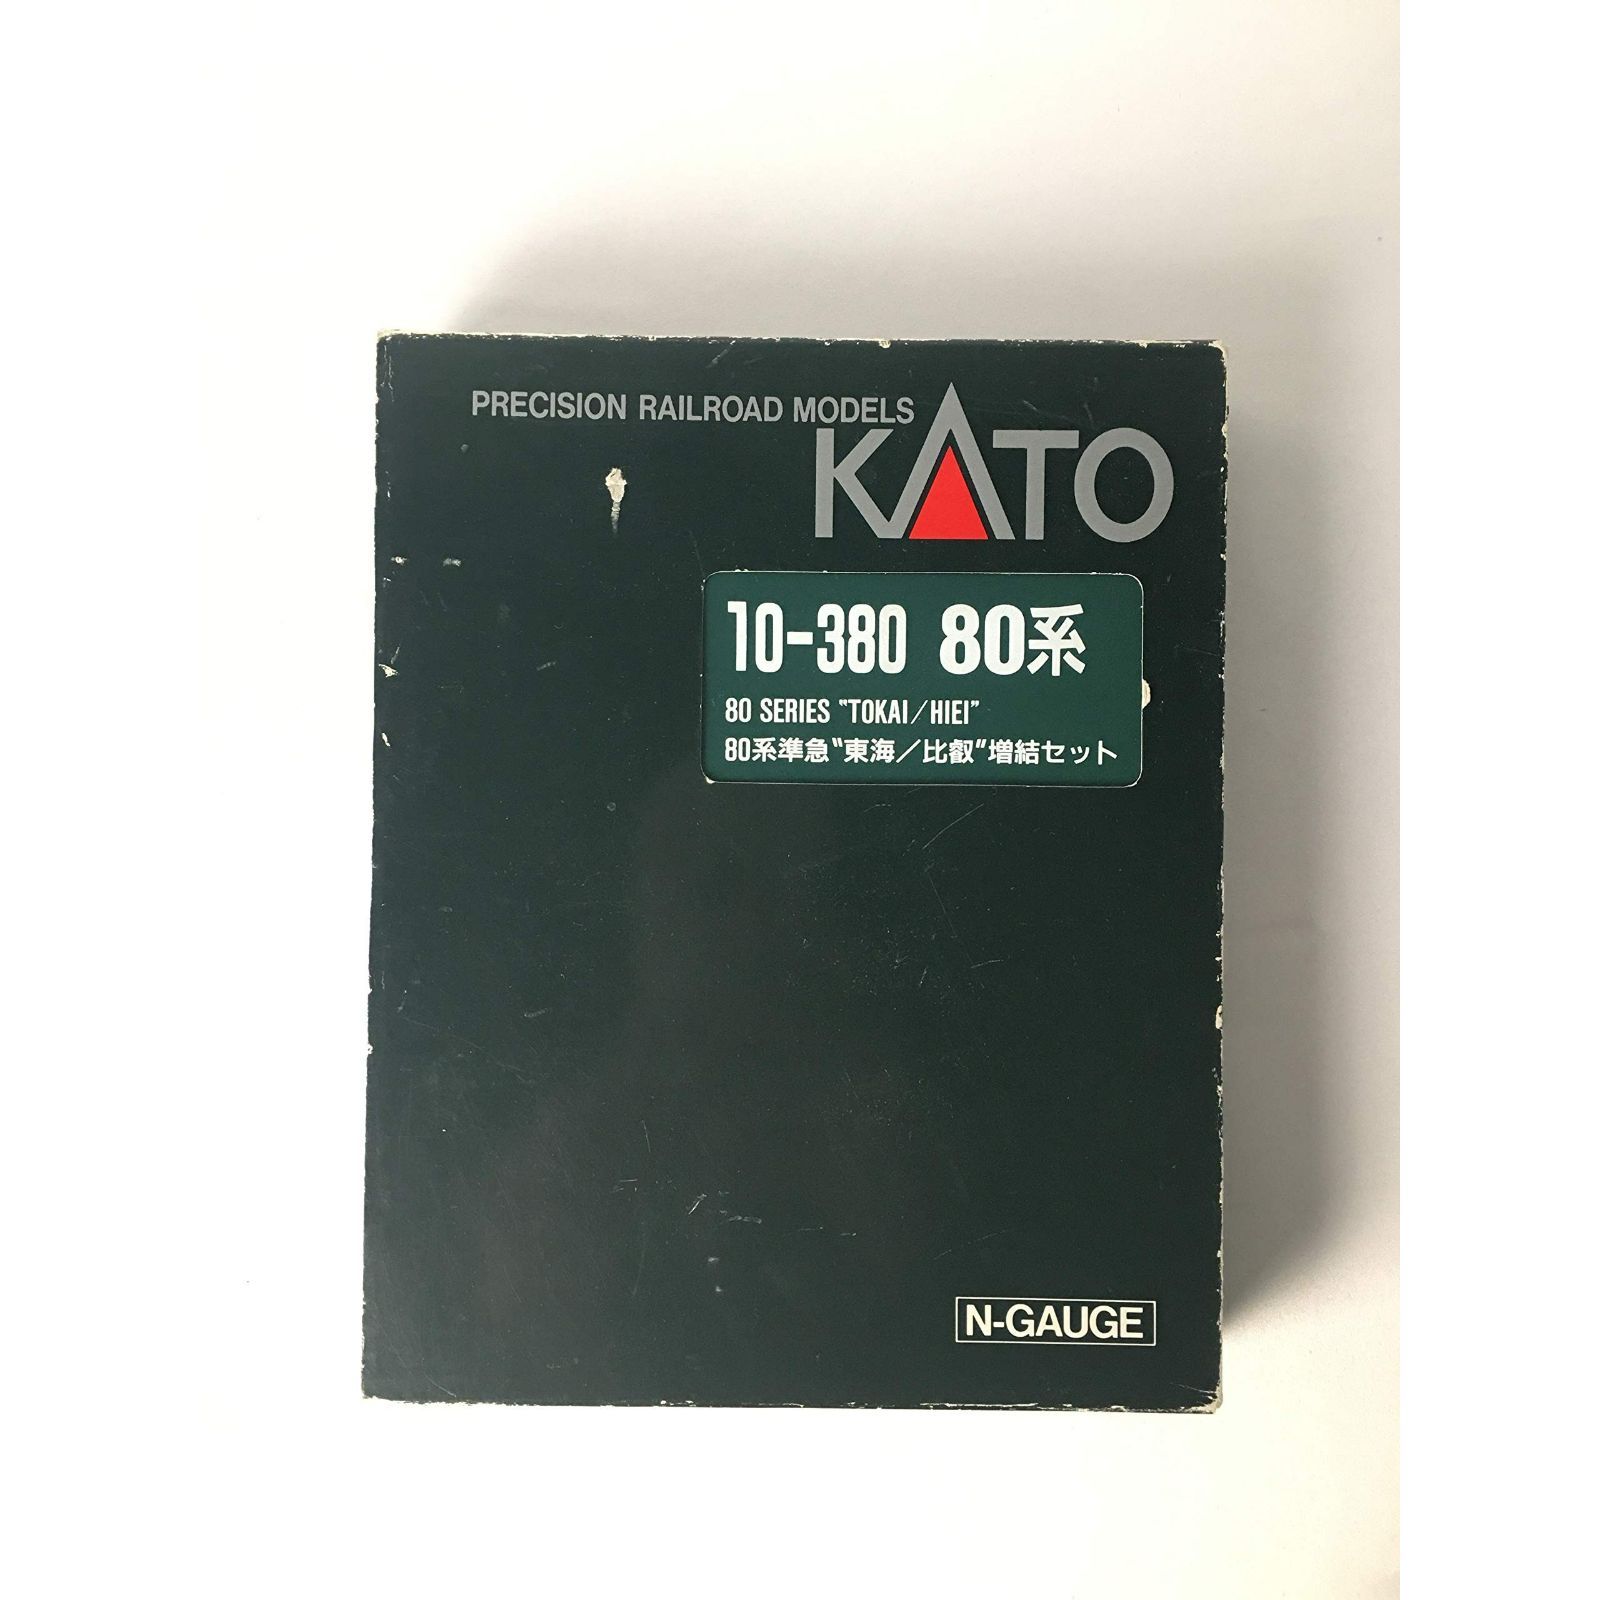 PRECISION RAILROAD MODELS
KATO
10-380 80系
80 SERIES "TOKAI/HIEI"
80系準急"東海/比叡"増結セット
N-GAUGE